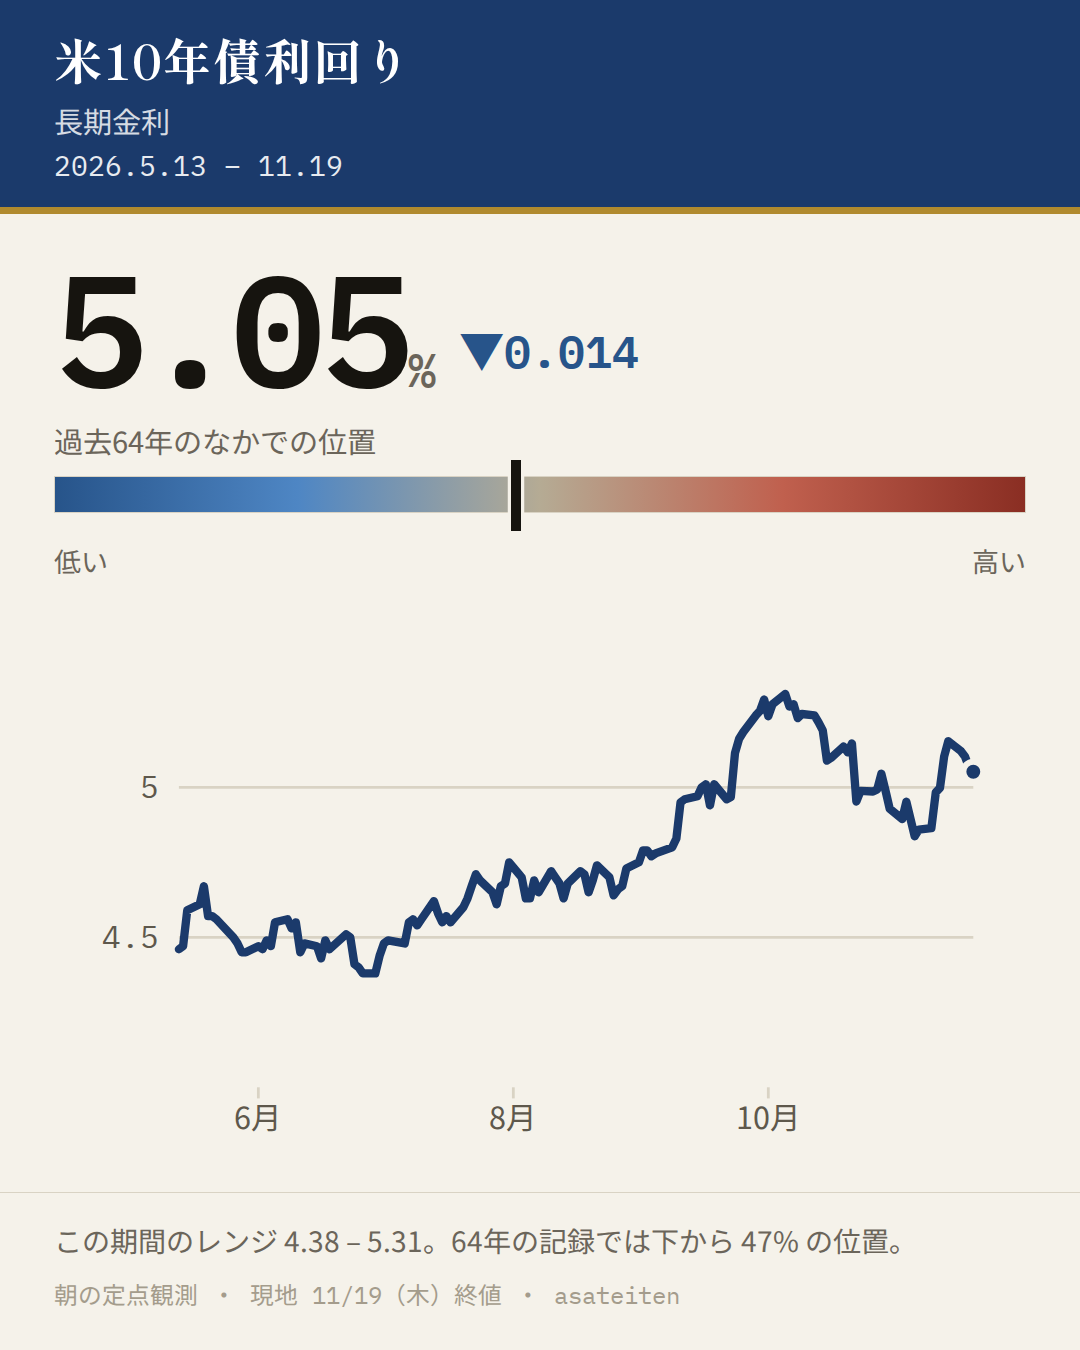 米10年債利回り
長期金利
2026.5.13 – 11.19
5.05% ▼0.014
過去64年のなかでの位置
低い 高い
5
4.5
6月 8月 10月
この期間のレンジ 4.38 – 5.31。64年の記録では下から 47% の位置。
朝の定点観測 ・ 現地 11/19（木）終値 ・ asateiten